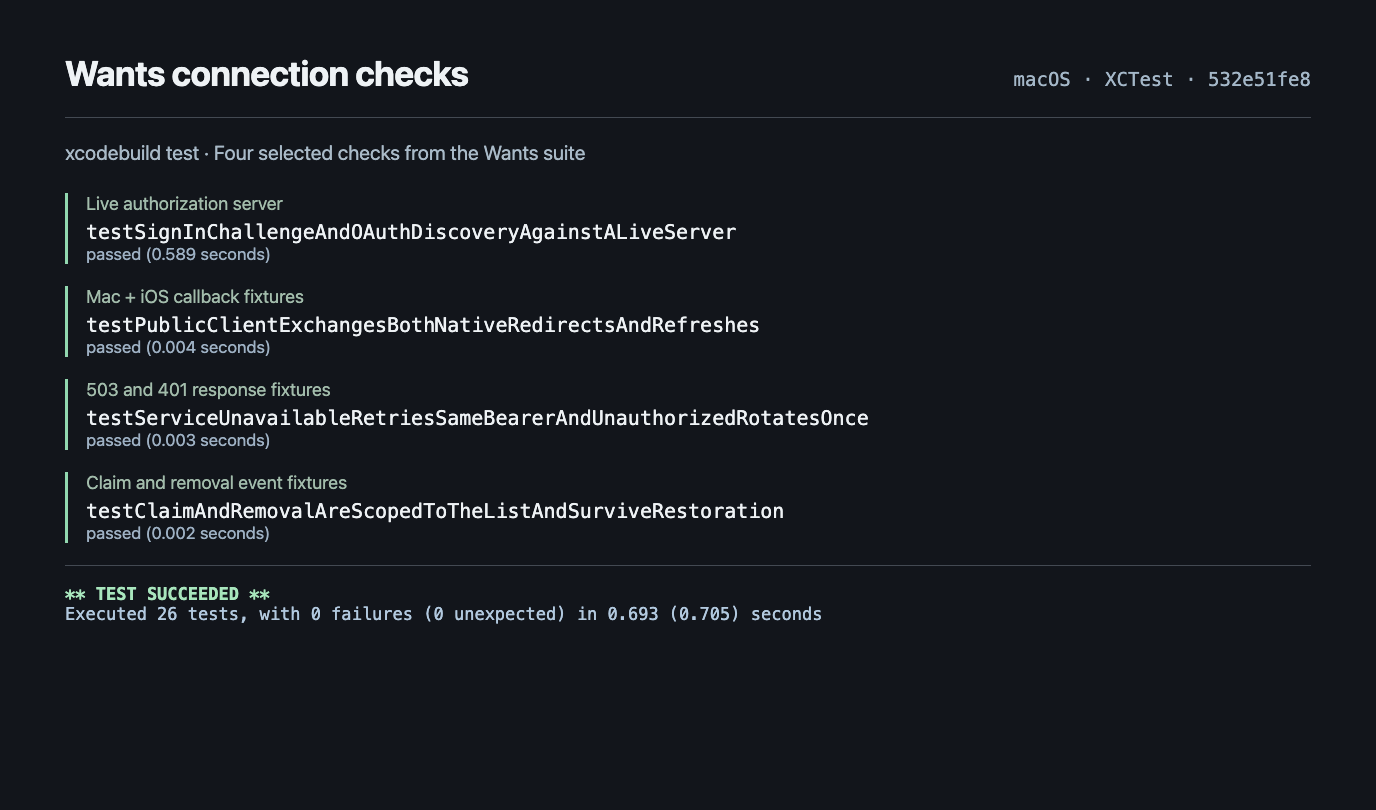 Wants connection checks
macOS · XCTest · 532e51fe8
xcodebuild test · Four selected checks from the Wants suite
Live authorization server
testSignInChallengeAndOAuthDiscoveryAgainstALiveServer
passed (0.589 seconds)
Mac + iOS callback fixtures
testPublicClientExchangesBothNativeRedirectsAndRefreshes
passed (0.004 seconds)
503 and 401 response fixtures
testServiceUnavailableRetriesSameBearerAndUnauthorizedRotatesOnce
passed (0.003 seconds)
Claim and removal event fixtures
testClaimAndRemovalAreScopedToTheListAndSurviveRestoration
passed (0.002 seconds)
** TEST SUCCEEDED **
Executed 26 tests, with 0 failures (0 unexpected) in 0.693 (0.705) seconds